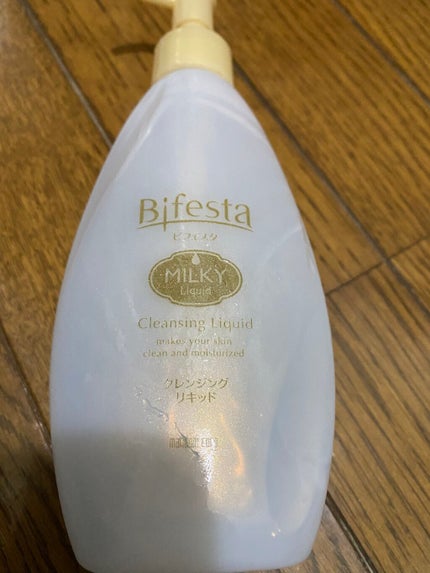 Bifesta
ビフェスタ
MILKY
Liquid
Cleansing Liquid
makes your skin
clean and moisturized
クレンジング
リキッド